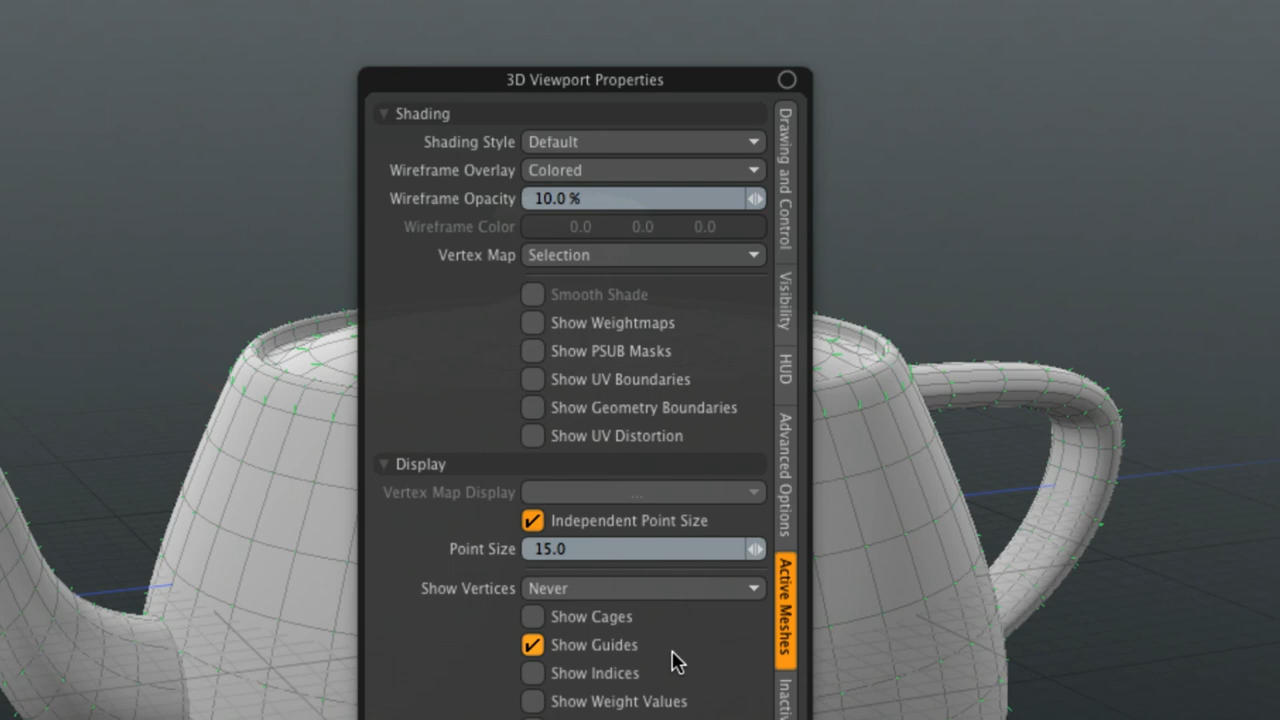 3D Viewport Properties
Shading
Shading Style Default
Wireframe Overlay Colored
Wireframe Opacity 10.0 %
Wireframe Color 0.0 0.0 0.0
Vertex Map Selection
Smooth Shade
Show Weightmaps
Show PSUB Masks
Show UV Boundaries
Show Geometry Boundaries
Show UV Distortion
Display
Vertex Map Display ...
Independent Point Size
Point Size 15.0
Show Vertices Never
Show Cages
Show Guides
Show Indices
Show Weight Values
Drawing and Control
Visibility
HUD
Advanced Options
Active Meshes